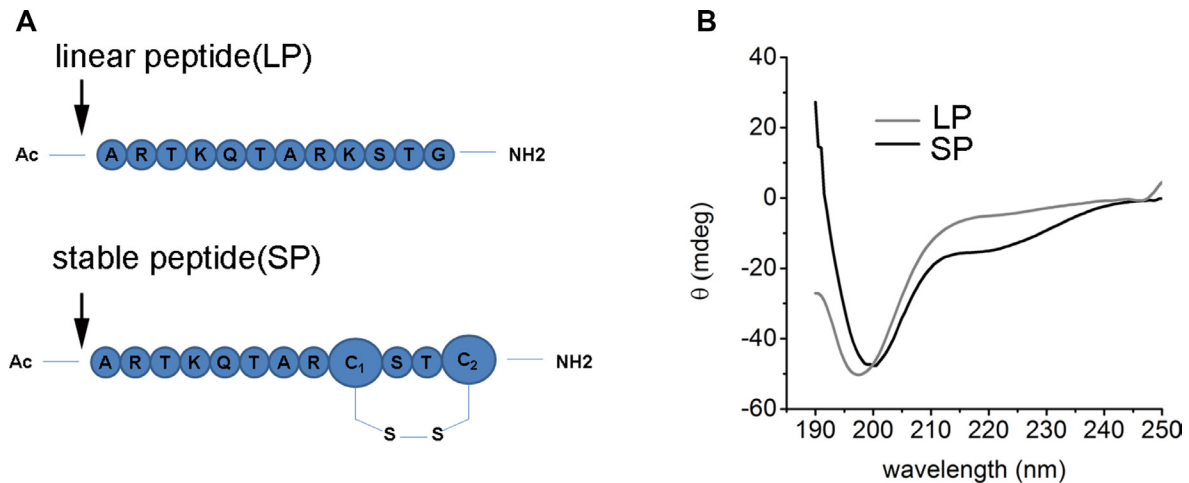 A
linear peptide(LP)
Ac A R T K Q T A R K S T G NH2
stable peptide(SP)
Ac A R T K Q T A R C₁ S T C₂ NH2
S S
B
40
20
0
-20
-40
-60
θ (mdeg)
LP
SP
190 200 210 220 230 240 250
wavelength (nm)